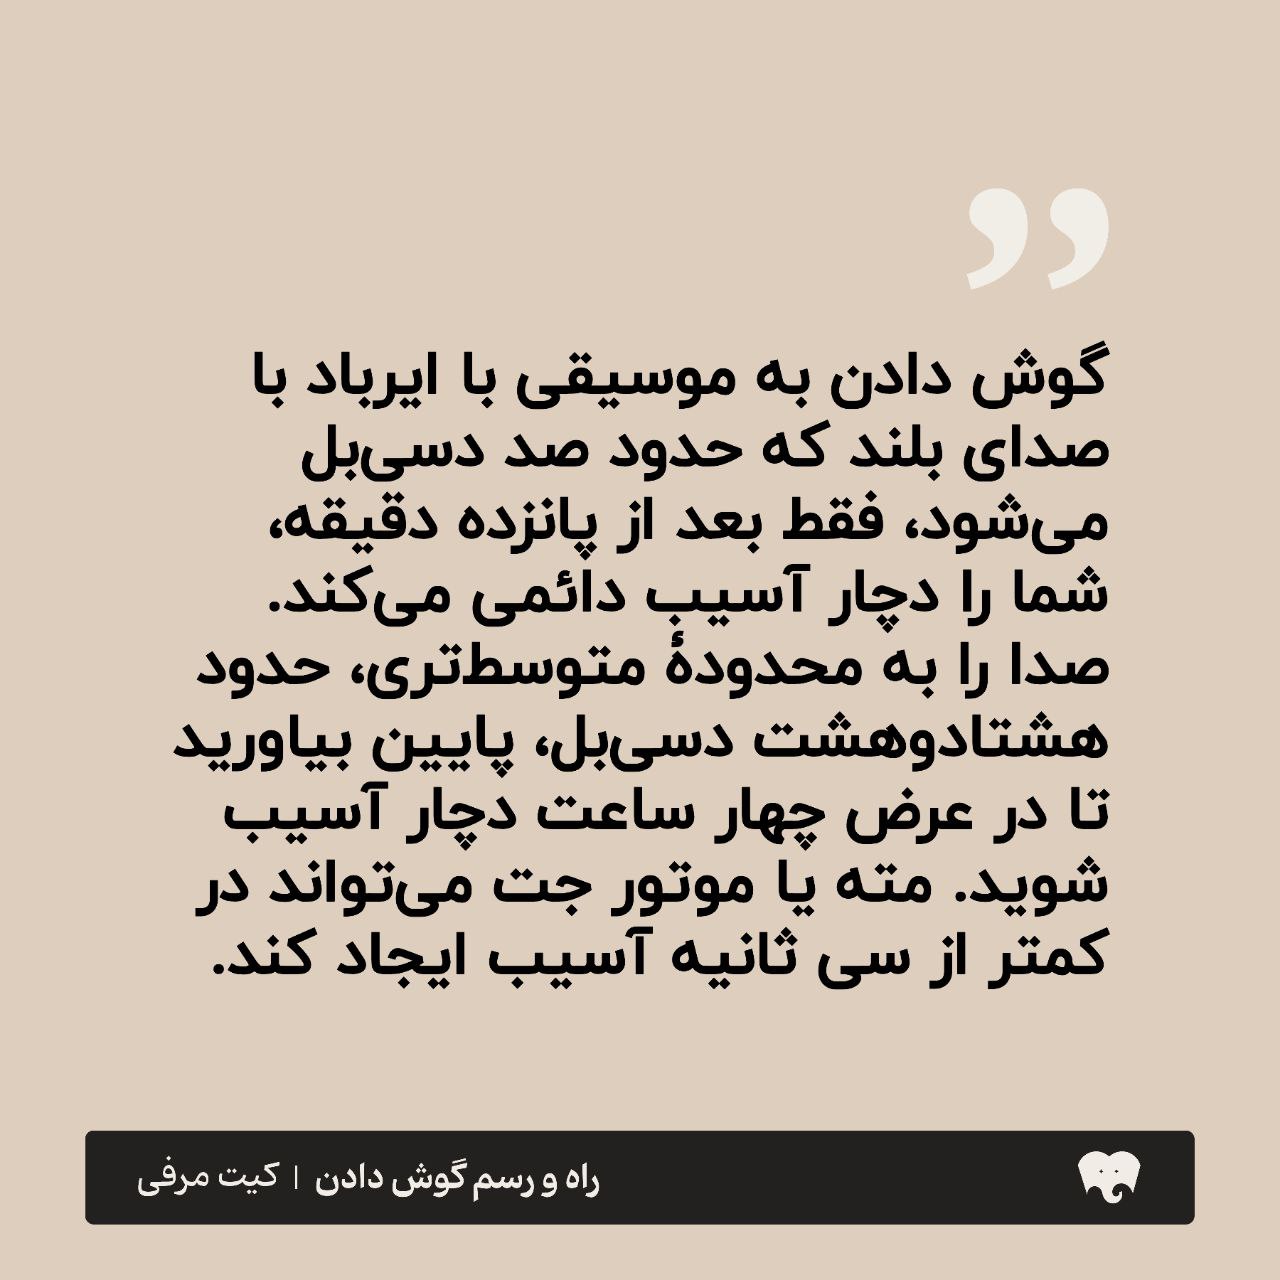 ”
گوش دادن به موسیقی با ایرباد با
صدای بلند که حدود صد دسی‌بل
می‌شود، فقط بعد از پانزده دقیقه،
شما را دچار آسیب دائمی می‌کند.
صدا را به محدودهٔ متوسط‌تری، حدود
هشتادوهشت دسی‌بل، پایین بیاورید
تا در عرض چهار ساعت دچار آسیب
شوید. مته یا موتور جت می‌تواند در
کمتر از سی ثانیه آسیب ایجاد کند.
راه و رسم گوش دادن | کیت مرفی